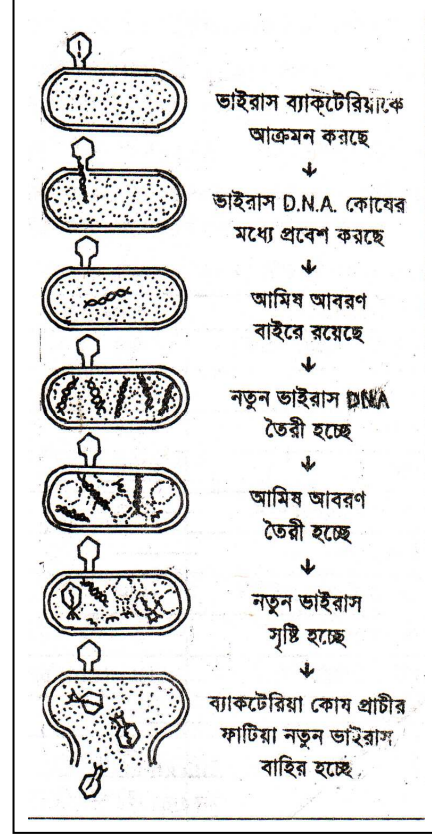 ভাইরাস ব্যাক্টেরিয়াকে
আক্রমন করছে
ভাইরাস D.N.A. কোষের
মধ্যে প্রবেশ করছে
আমিষ আবরণ
বাইরে রয়েছে
নতুন ভাইরাস DNA
তৈরী হচ্ছে
আমিষ আবরণ
তৈরী হচ্ছে
নতুন ভাইরাস
সৃষ্টি হচ্ছে
ব্যাকটেরিয়া কোষ প্রাচীর
ফাটিয়া নতুন ভাইরাস
বাহির হচ্ছে